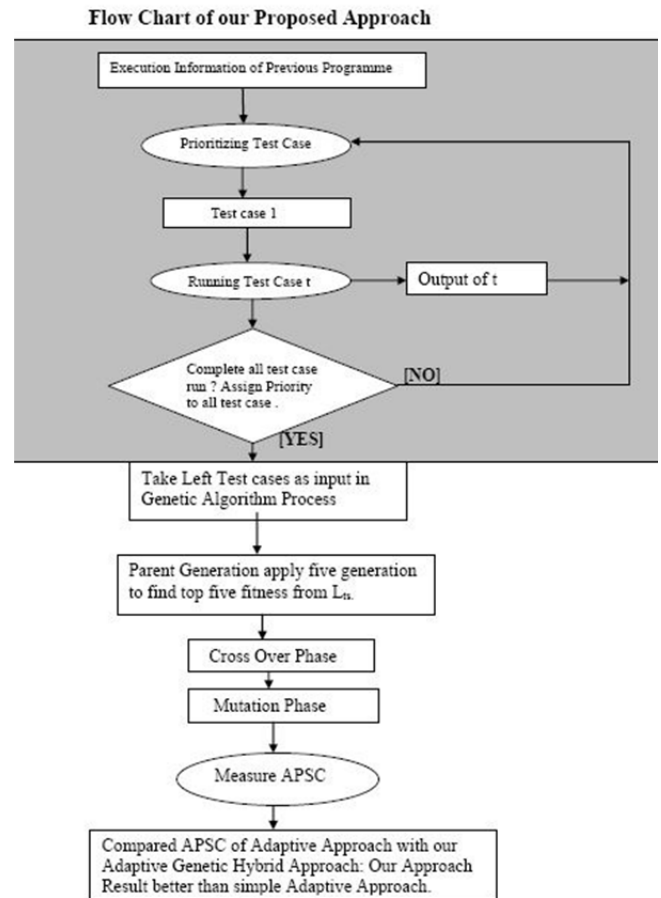 Flow Chart of our Proposed Approach
Execution Information of Previous Programme
Prioritizing Test Case
Test case 1
Running Test Case t
Output of t
Complete all test case
run ? Assign Priority
to all test case .
[NO]
[YES]
Take Left Test cases as input in
Genetic Algorithm Process
Parent Generation apply five generation
to find top five fitness from Lts.
Cross Over Phase
Mutation Phase
Measure APSC
Compared APSC of Adaptive Approach with our
Adaptive Genetic Hybrid Approach: Our Approach
Result better than simple Adaptive Approach.